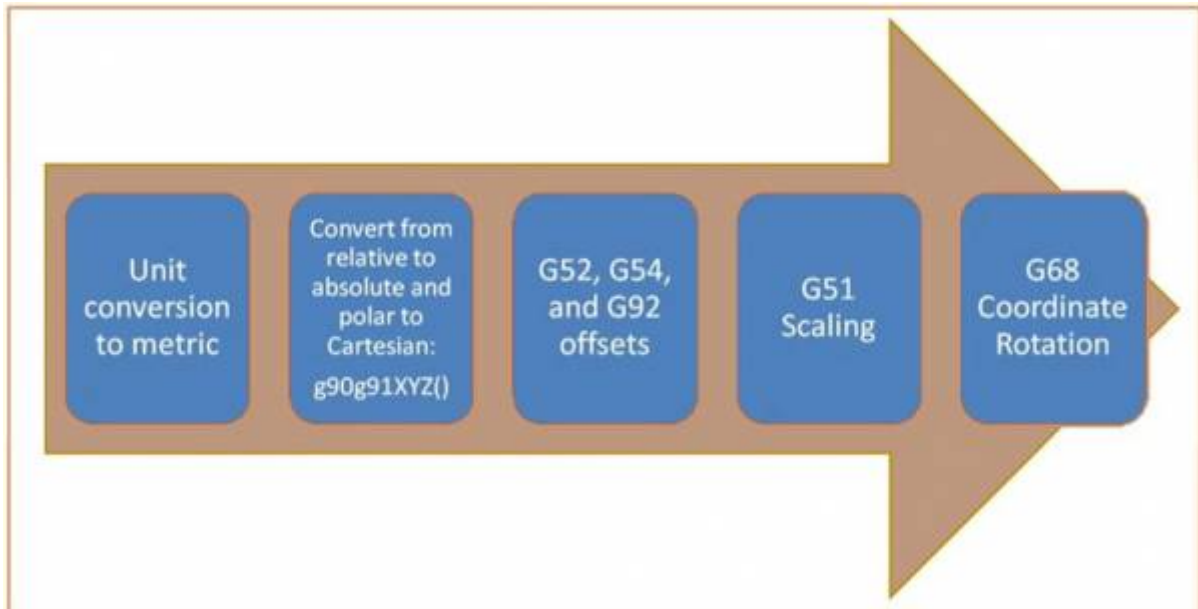 Unit
conversion
to metric
Convert from
relative to
absolute and
polar to
Cartesian:
g90g91XYZ()
G52, G54,
and G92
offsets
G51
Scaling
G68
Coordinate
Rotation